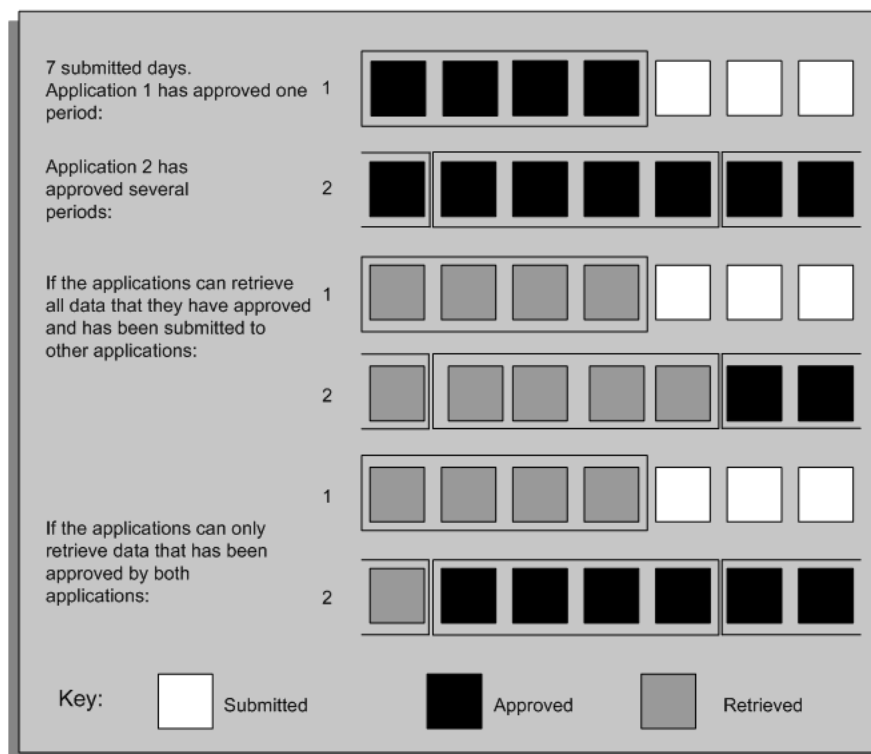 7 submitted days.
Application 1 has approved one
period:
1
Application 2 has
approved several
periods:
2
If the applications can retrieve
all data that they have approved
and has been submitted to
other applications:
1
2
If the applications can only
retrieve data that has been
approved by both
applications:
1
2
Key:
Submitted
Approved
Retrieved